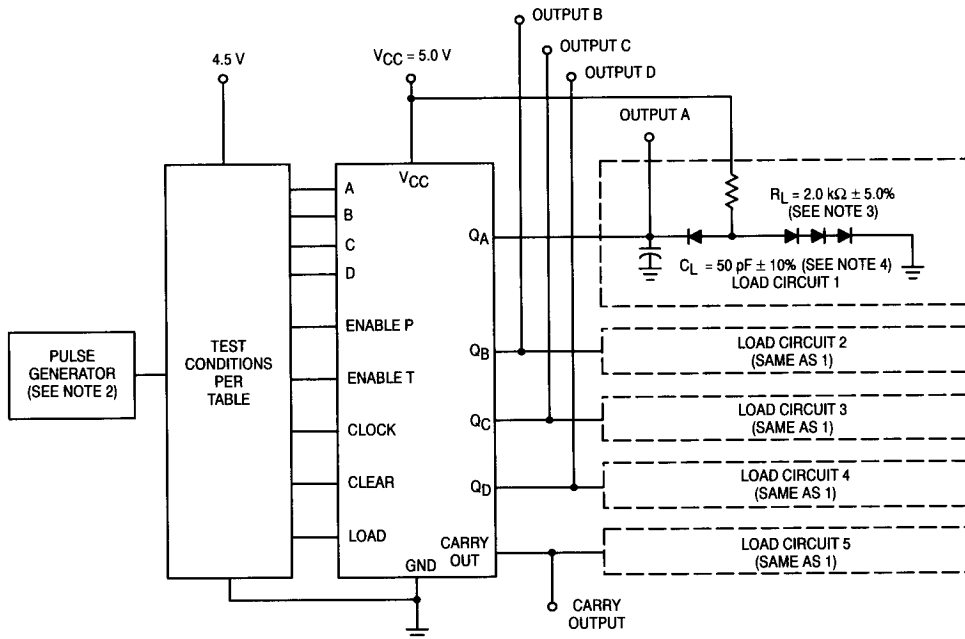 OUTPUT B
OUTPUT C
OUTPUT D
4.5 V
VCC = 5.0 V
OUTPUT A
VCC
A
B
C
D
ENABLE P
ENABLE T
CLOCK
CLEAR
LOAD
GND
QA
QB
QC
QD
CARRY
OUT
RL = 2.0 kΩ ± 5.0%
(SEE NOTE 3)
CL = 50 pF ± 10% (SEE NOTE 4)
LOAD CIRCUIT 1
PULSE
GENERATOR
(SEE NOTE 2)
TEST
CONDITIONS
PER
TABLE
LOAD CIRCUIT 2
(SAME AS 1)
LOAD CIRCUIT 3
(SAME AS 1)
LOAD CIRCUIT 4
(SAME AS 1)
LOAD CIRCUIT 5
(SAME AS 1)
CARRY
OUTPUT